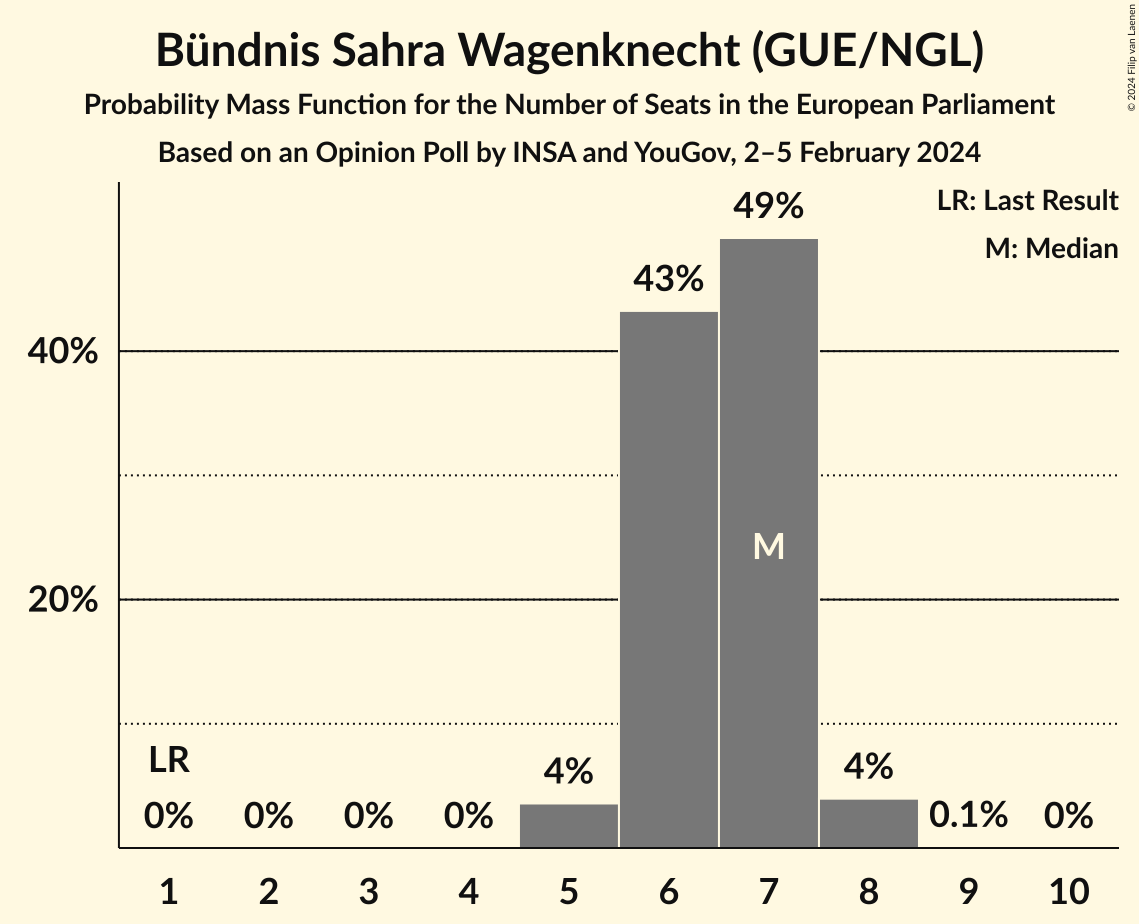 Bündnis Sahra Wagenknecht (GUE/NGL)
Probability Mass Function for the Number of Seats in the European Parliament
Based on an Opinion Poll by INSA and YouGov, 2–5 February 2024
© 2024 Filip van Laenen
LR: Last Result
M: Median
49%
43%
40%
M
20%
LR
0% 0% 0% 0% 4% 4% 0.1% 0%
1 2 3 4 5 6 7 8 9 10